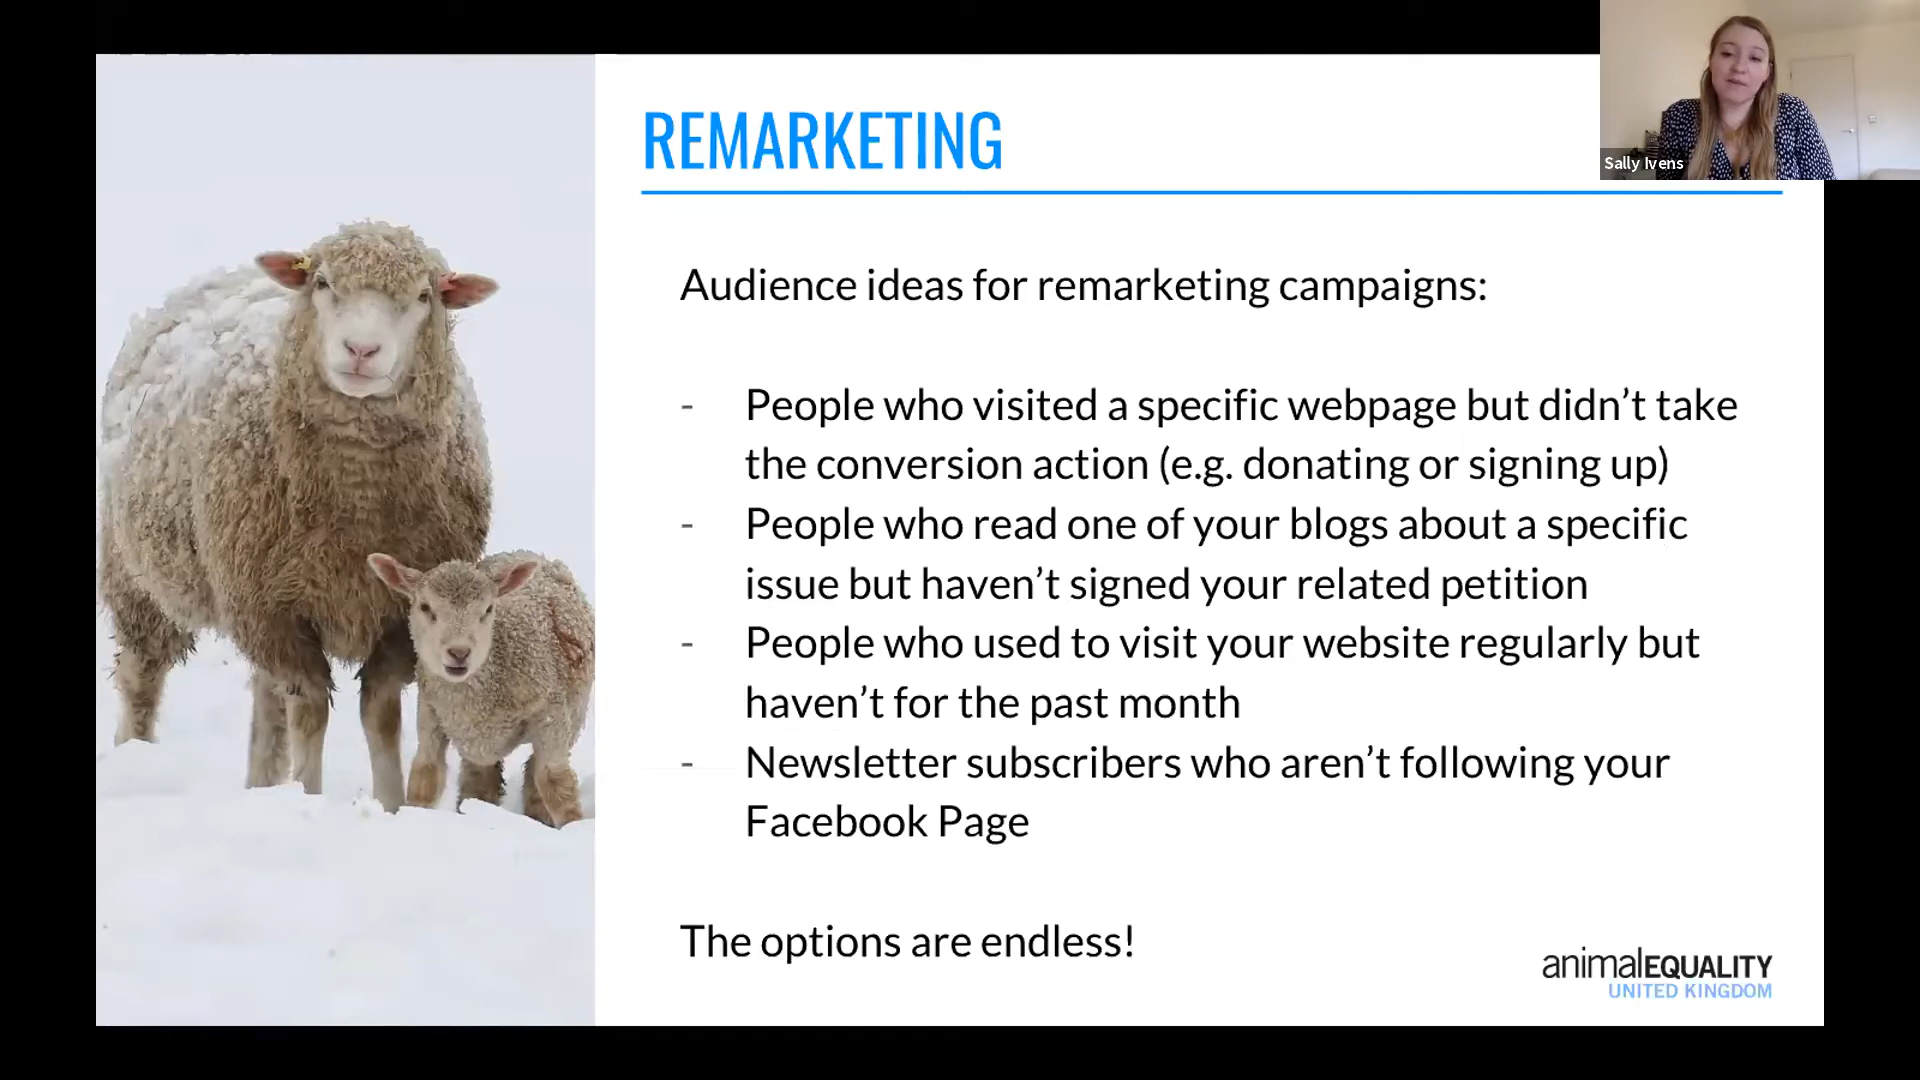 REMARKETING
Sally Ivens
Audience ideas for remarketing campaigns:
- People who visited a specific webpage but didn’t take
the conversion action (e.g. donating or signing up)
- People who read one of your blogs about a specific
issue but haven’t signed your related petition
- People who used to visit your website regularly but
haven’t for the past month
- Newsletter subscribers who aren’t following your
Facebook Page
The options are endless!
animalEQUALITY
UNITED KINGDOM